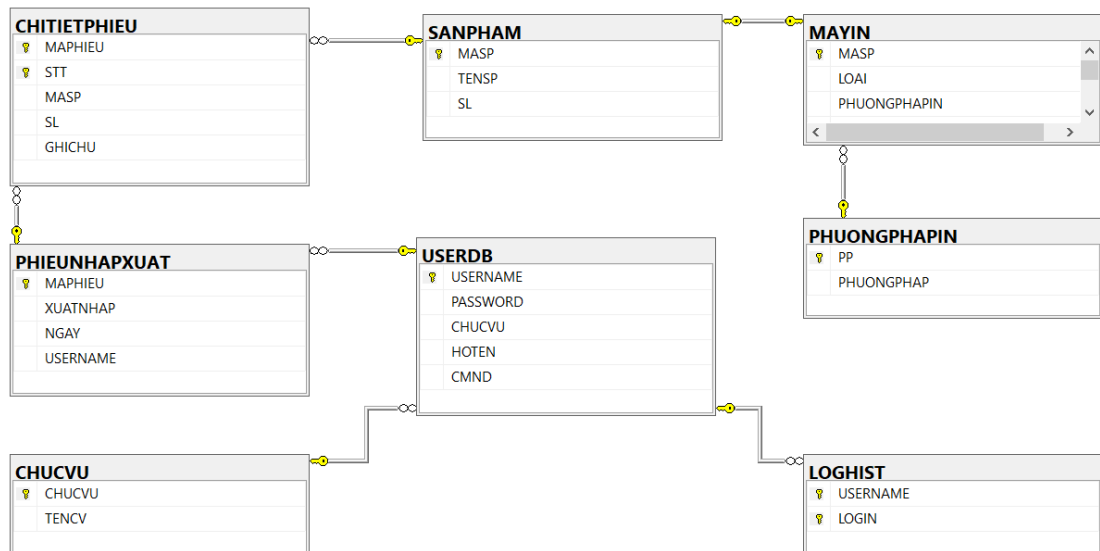 CHITIETPHIEU
MAPHIEU
STT
MASP
SL
GHICHU
SANPHAM
MASP
TENSP
SL
MAYIN
MASP
LOAI
PHUONGPHAPIN
PHIEUNHAPXUAT
MAPHIEU
XUATNHAP
NGAY
USERNAME
USERDB
USERNAME
PASSWORD
CHUCVU
HOTEN
CMND
PHUONGPHAPIN
PP
PHUONGPHAP
CHUCVU
CHUCVU
TENCV
LOGHIST
USERNAME
LOGIN